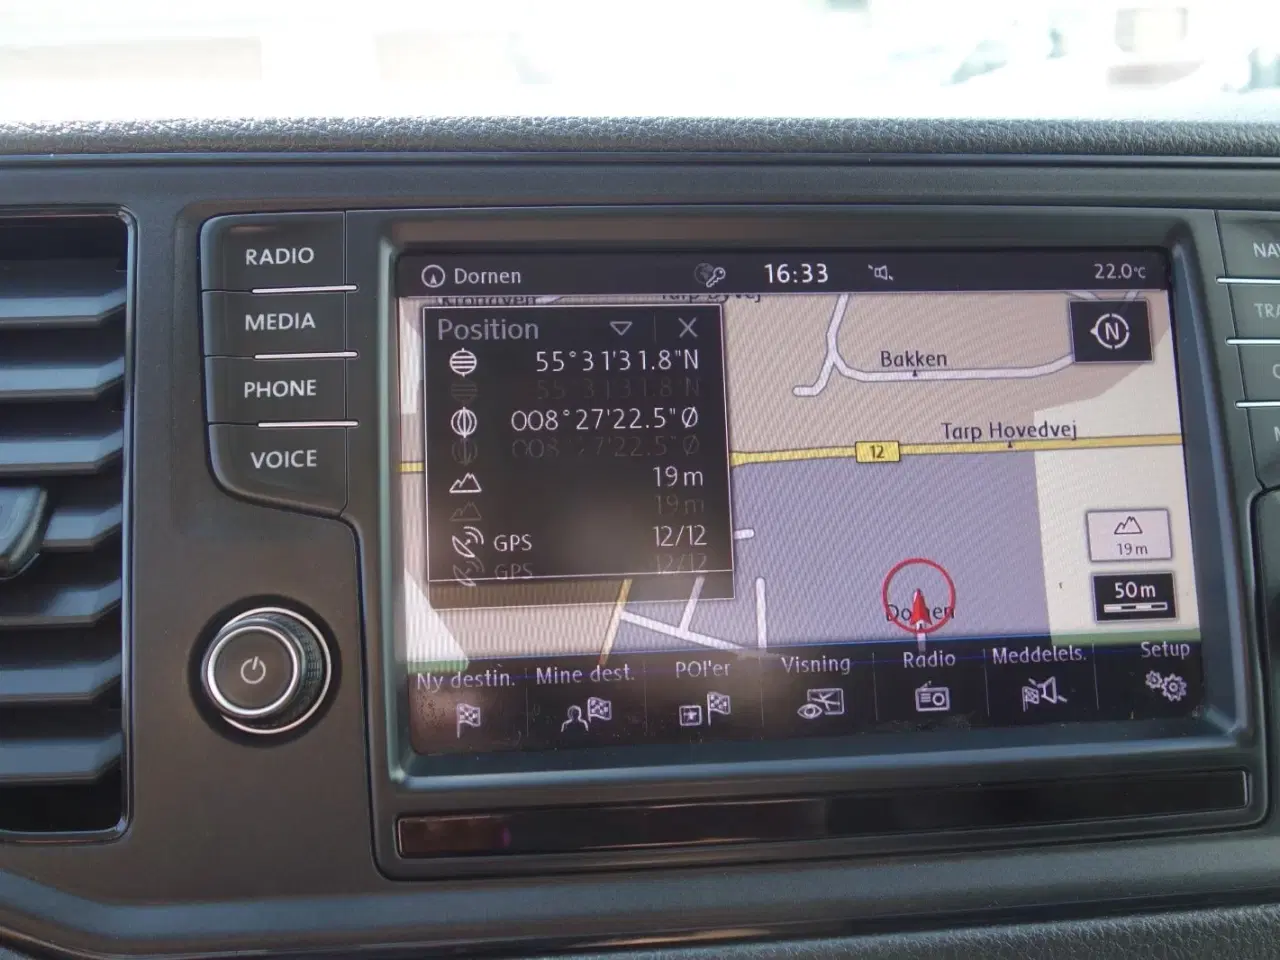 RADIO
MEDIA
PHONE
VOICE
Dornen
16:33
22.0°c
Position
55°31'31.8"N
008°27'22.5"Ø
19m
GPS 12/12
N
Bakken
Tarp Hovedvej
12
19m
50m
Dornen
Ny destin.
Mine dest.
POI'er
Visning
Radio
Meddelels.
Setup